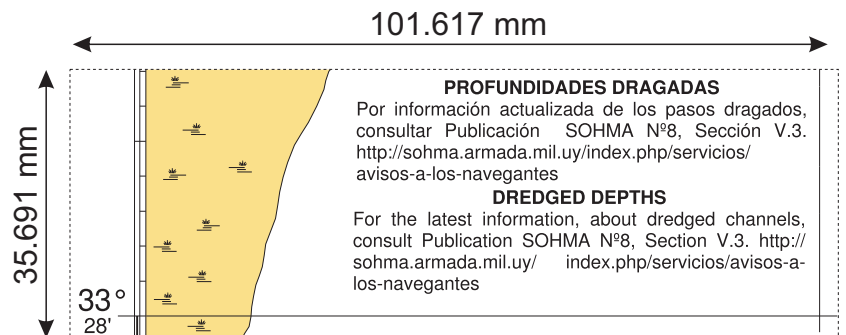 101.617 mm
35.691 mm
PROFUNDIDADES DRAGADAS
Por información actualizada de los pasos dragados,
consultar Publicación SOHMA Nº8, Sección V.3.
http://sohma.armada.mil.uy/index.php/servicios/
avisos-a-los-navegantes
DREDGED DEPTHS
For the latest information, about dredged channels,
consult Publication SOHMA Nº8, Section V.3. http://
sohma.armada.mil.uy/ index.php/servicios/avisos-a-
los-navegantes
33°
28'